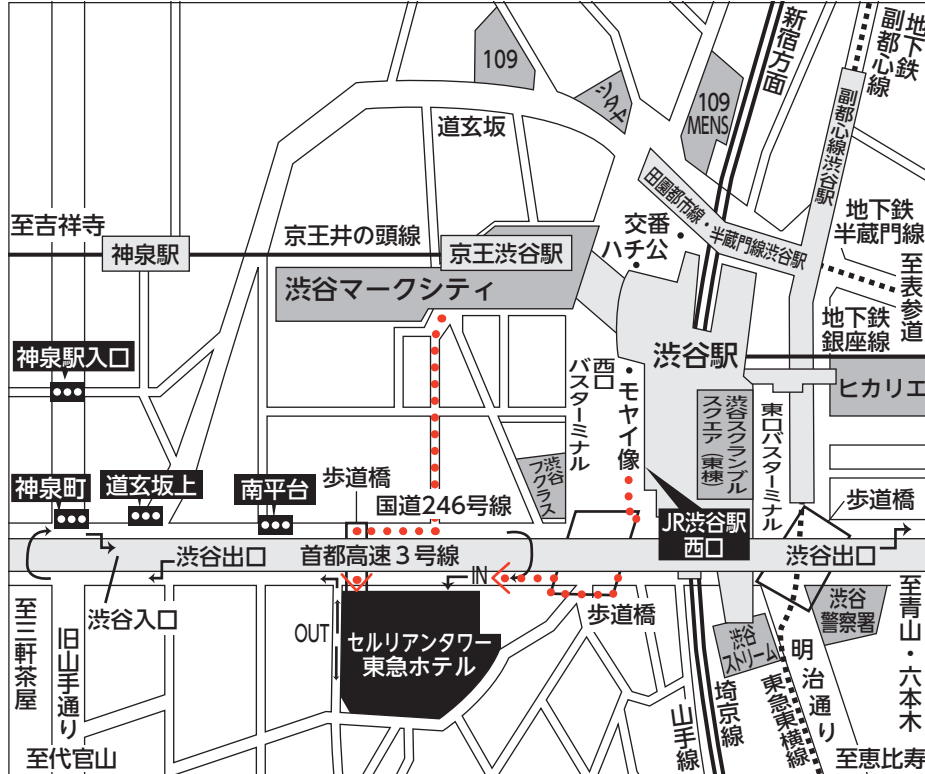 109
シブヤ
109
MENS
新宿方面
地下鉄
副都心線
副都心線渋谷駅
道玄坂
田園都市線・半蔵門線渋谷駅
至吉祥寺
神泉駅
京王井の頭線
京王渋谷駅
交番
ハチ公
地下鉄
半蔵門線
至表参道
渋谷マークシティ
渋谷駅
地下鉄
銀座線
神泉駅入口
西口
バスターミナル
・モヤイ像
渋谷スクランブル
スクエア(東棟)
東口バスターミナル
ヒカリエ
渋谷
フクラス
神泉町
道玄坂上
南平台
歩道橋
国道246号線
JR渋谷駅
西口
歩道橋
渋谷出口
首都高速3号線
渋谷出口
IN
渋谷入口
OUT
セルリアンタワー
東急ホテル
歩道橋
渋谷
警察署
渋谷
ストリーム
至三軒茶屋
旧山手通り
至代官山
山手線
埼京線
東急東横線
明治通り
至青山・六本木
至恵比寿